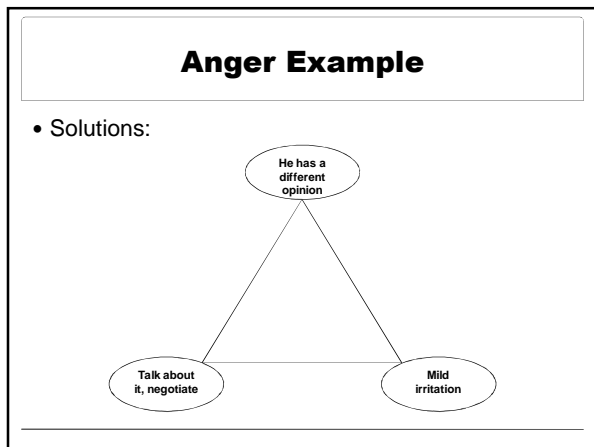 Anger Example
• Solutions:
He has a
different
opinion
Talk about
it, negotiate
Mild
irritation